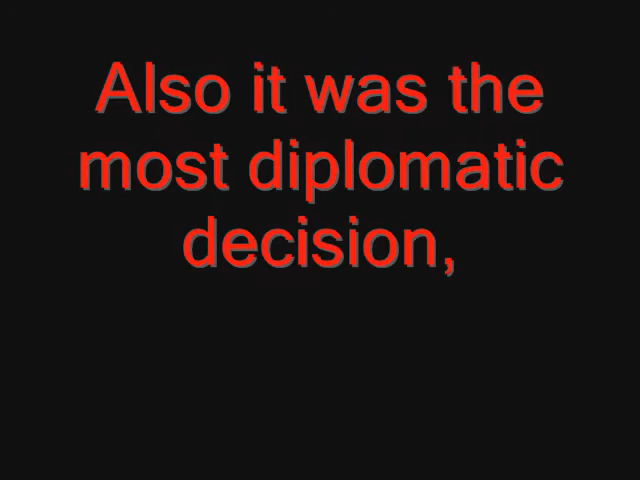 Also it was the
most diplomatic
decision,